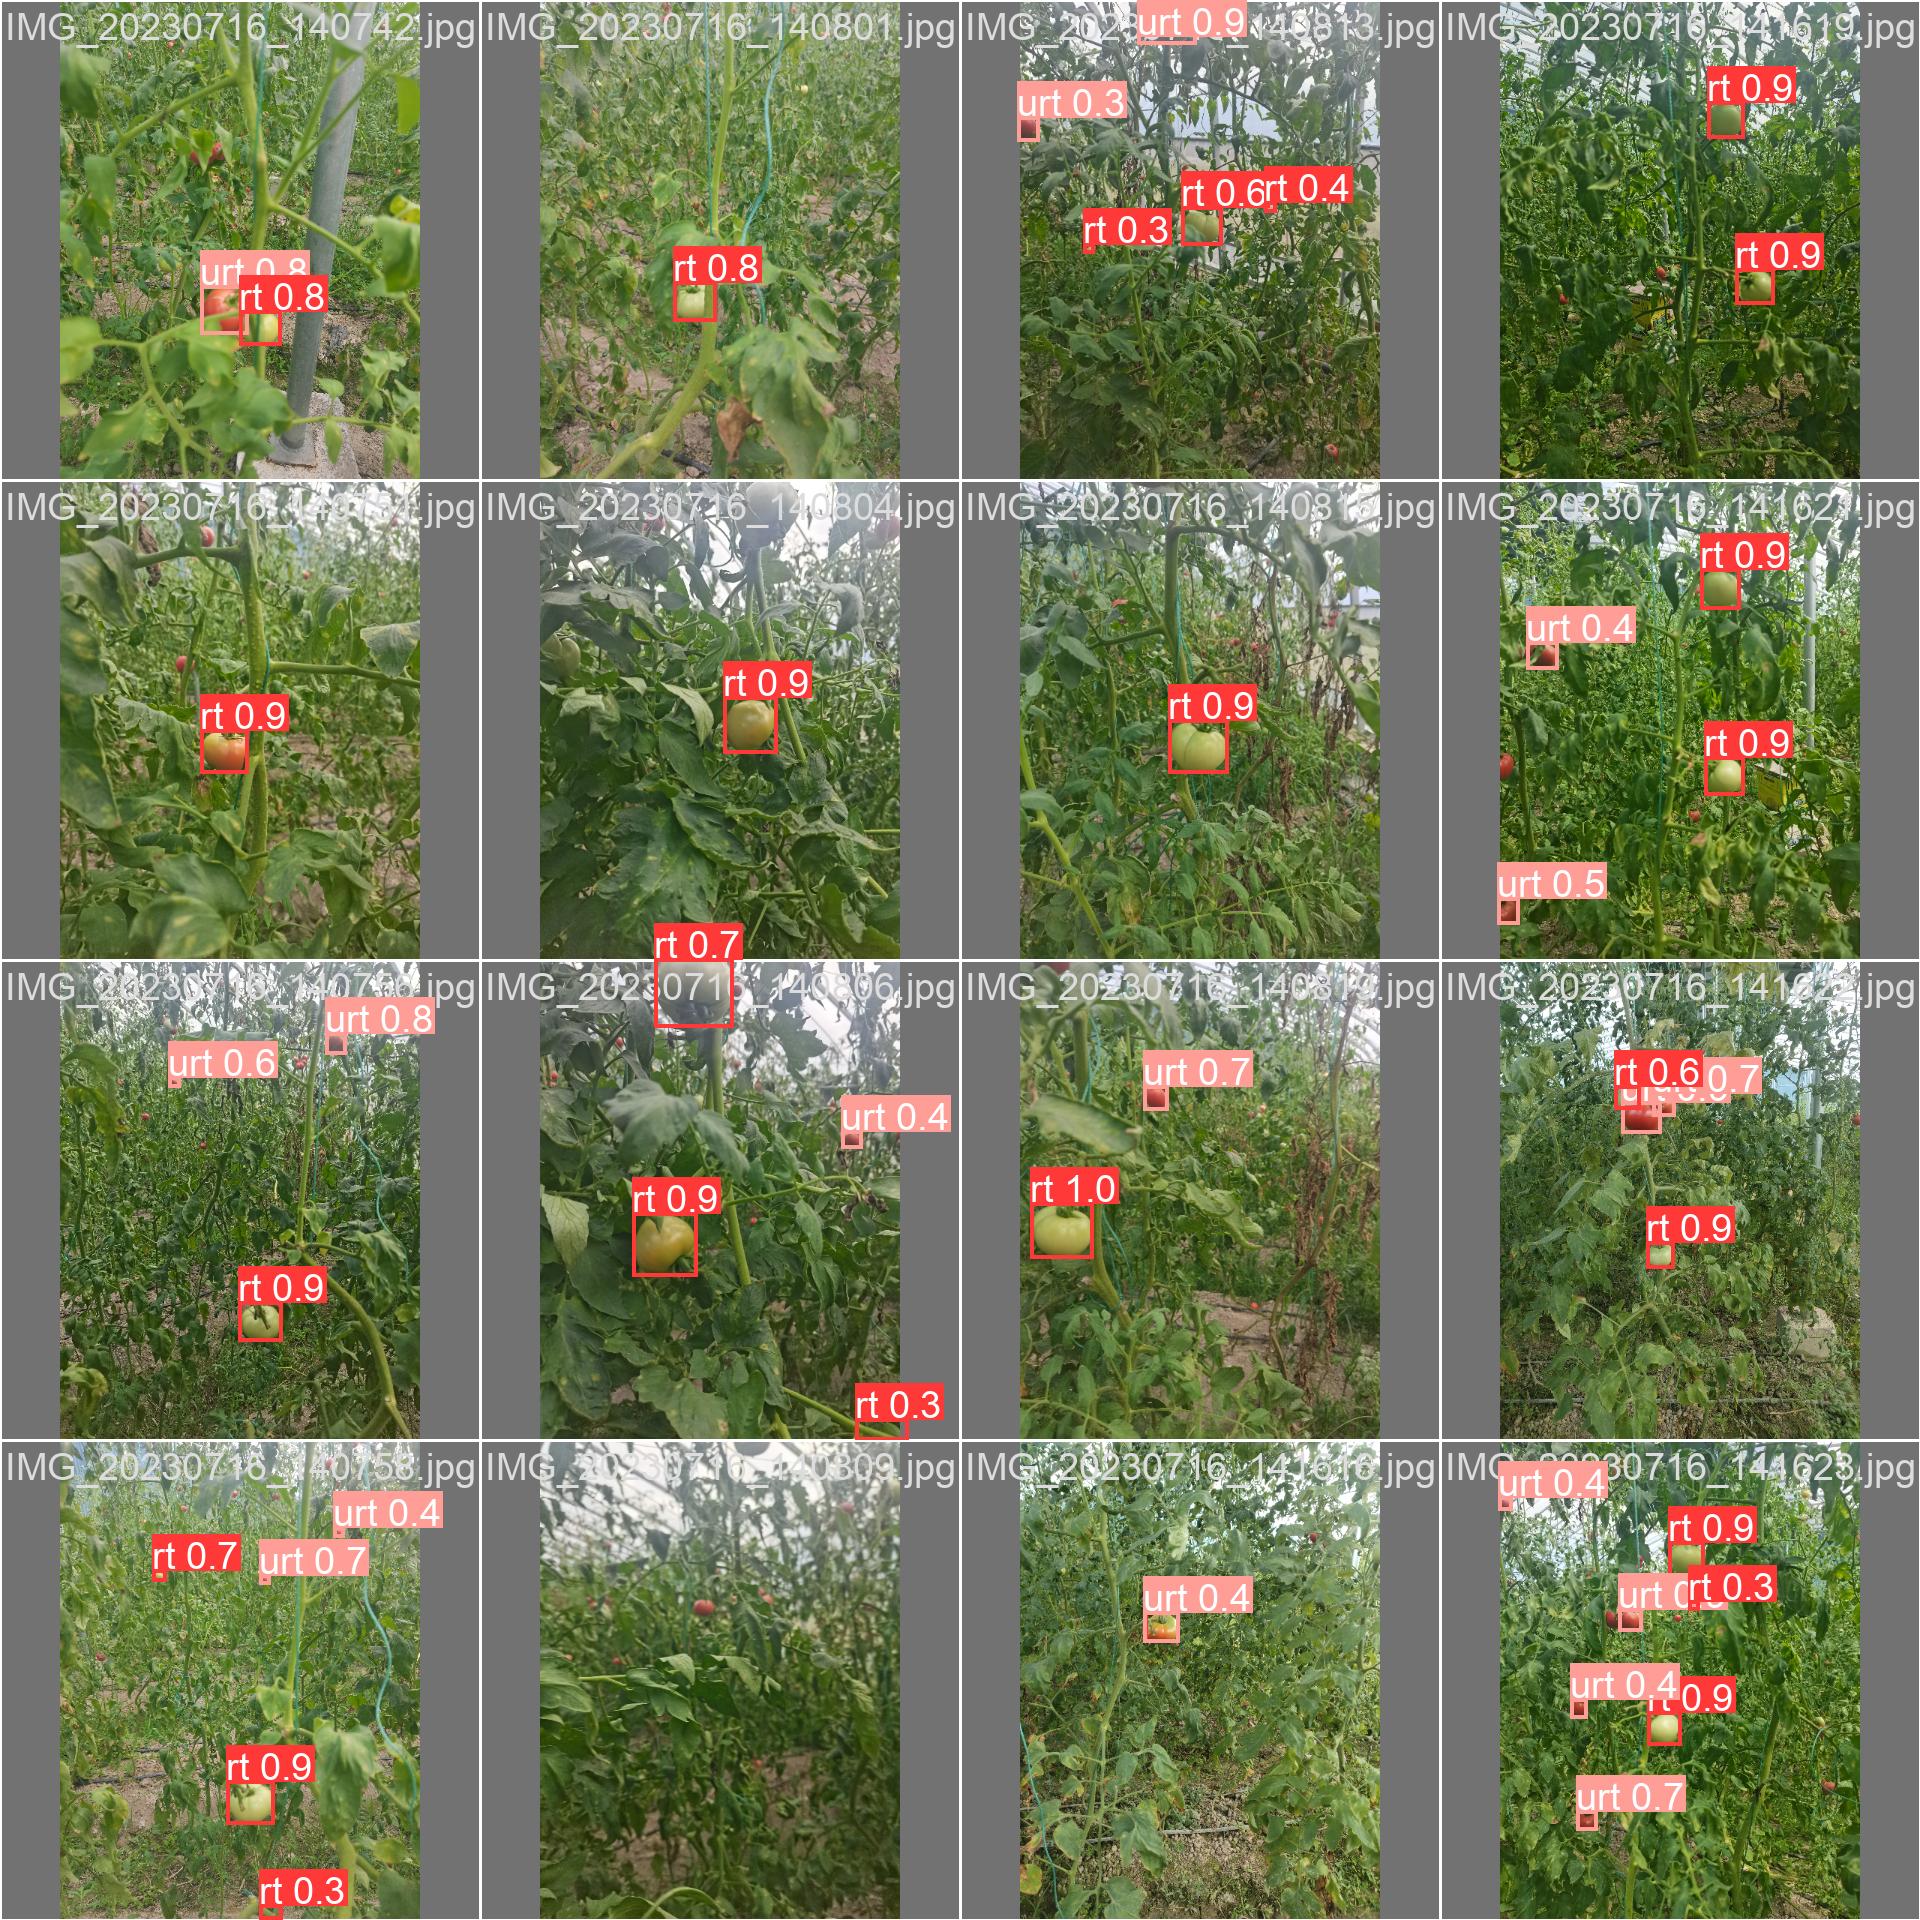 IMG_20230716_140742.jpg
urt 0.8
rt 0.8
IMG_20230716_140801.jpg
rt 0.8
urt 0.9
urt 0.3
rt 0.6
rt 0.4
rt 0.3
IMG_20230716_141619.jpg
rt 0.9
rt 0.9
rt 0.9
IMG_20230716_140804.jpg
rt 0.9
rt 0.9
IMG_20230716_141621.jpg
rt 0.9
urt 0.4
rt 0.9
urt 0.5
urt 0.8
urt 0.6
rt 0.9
rt 0.7
IMG_20230716_140806.jpg
urt 0.4
rt 0.9
rt 0.3
urt 0.7
rt 1.0
rt 0.6
0.7
rt 0.9
IMG_20230716_140758.jpg
urt 0.4
rt 0.7
urt 0.7
rt 0.9
rt 0.3
IMG_20230716_140809.jpg
urt 0.4
urt 0.4
rt 0.9
rt 0.3
urt 0.4
0.9
urt 0.7